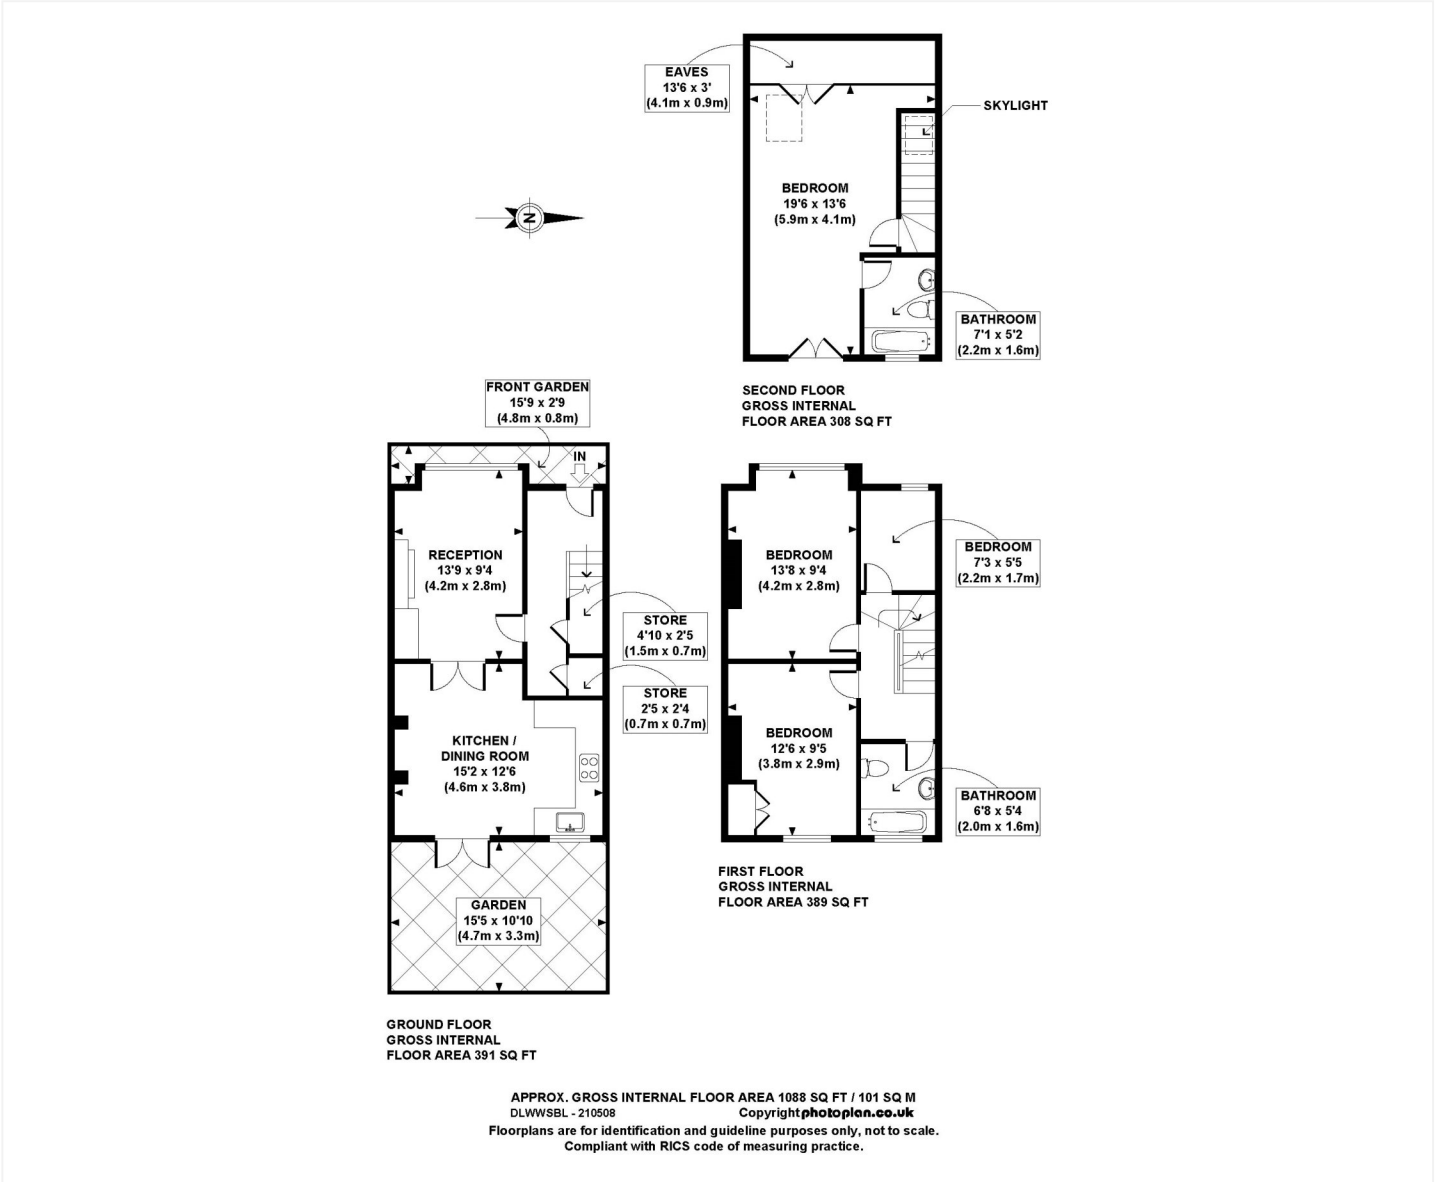 EAVES
13'6 x 3'
(4.1m x 0.9m)
SKYLIGHT
BEDROOM
19'6 x 13'6
(5.9m x 4.1m)
N
BATHROOM
7'1 x 5'2
(2.2m x 1.6m)
SECOND FLOOR
GROSS INTERNAL
FLOOR AREA 308 SQ FT
FRONT GARDEN
15'9 x 2'9
(4.8m x 0.8m)
IN
RECEPTION
13'9 x 9'4
(4.2m x 2.8m)
STORE
4'10 x 2'5
(1.5m x 0.7m)
STORE
2'5 x 2'4
(0.7m x 0.7m)
KITCHEN /
DINING ROOM
15'2 x 12'6
(4.6m x 3.8m)
GARDEN
15'5 x 10'10
(4.7m x 3.3m)
GROUND FLOOR
GROSS INTERNAL
FLOOR AREA 391 SQ FT
BEDROOM
13'8 x 9'4
(4.2m x 2.8m)
BEDROOM
7'3 x 5'5
(2.2m x 1.7m)
BEDROOM
12'6 x 9'5
(3.8m x 2.9m)
BATHROOM
6'8 x 5'4
(2.0m x 1.6m)
FIRST FLOOR
GROSS INTERNAL
FLOOR AREA 389 SQ FT
APPROX. GROSS INTERNAL FLOOR AREA 1088 SQ FT / 101 SQ M
DLWWSBL - 210508 Copyright photoplan.co.uk
Floorplans are for identification and guideline purposes only, not to scale.
Compliant with RICS code of measuring practice.